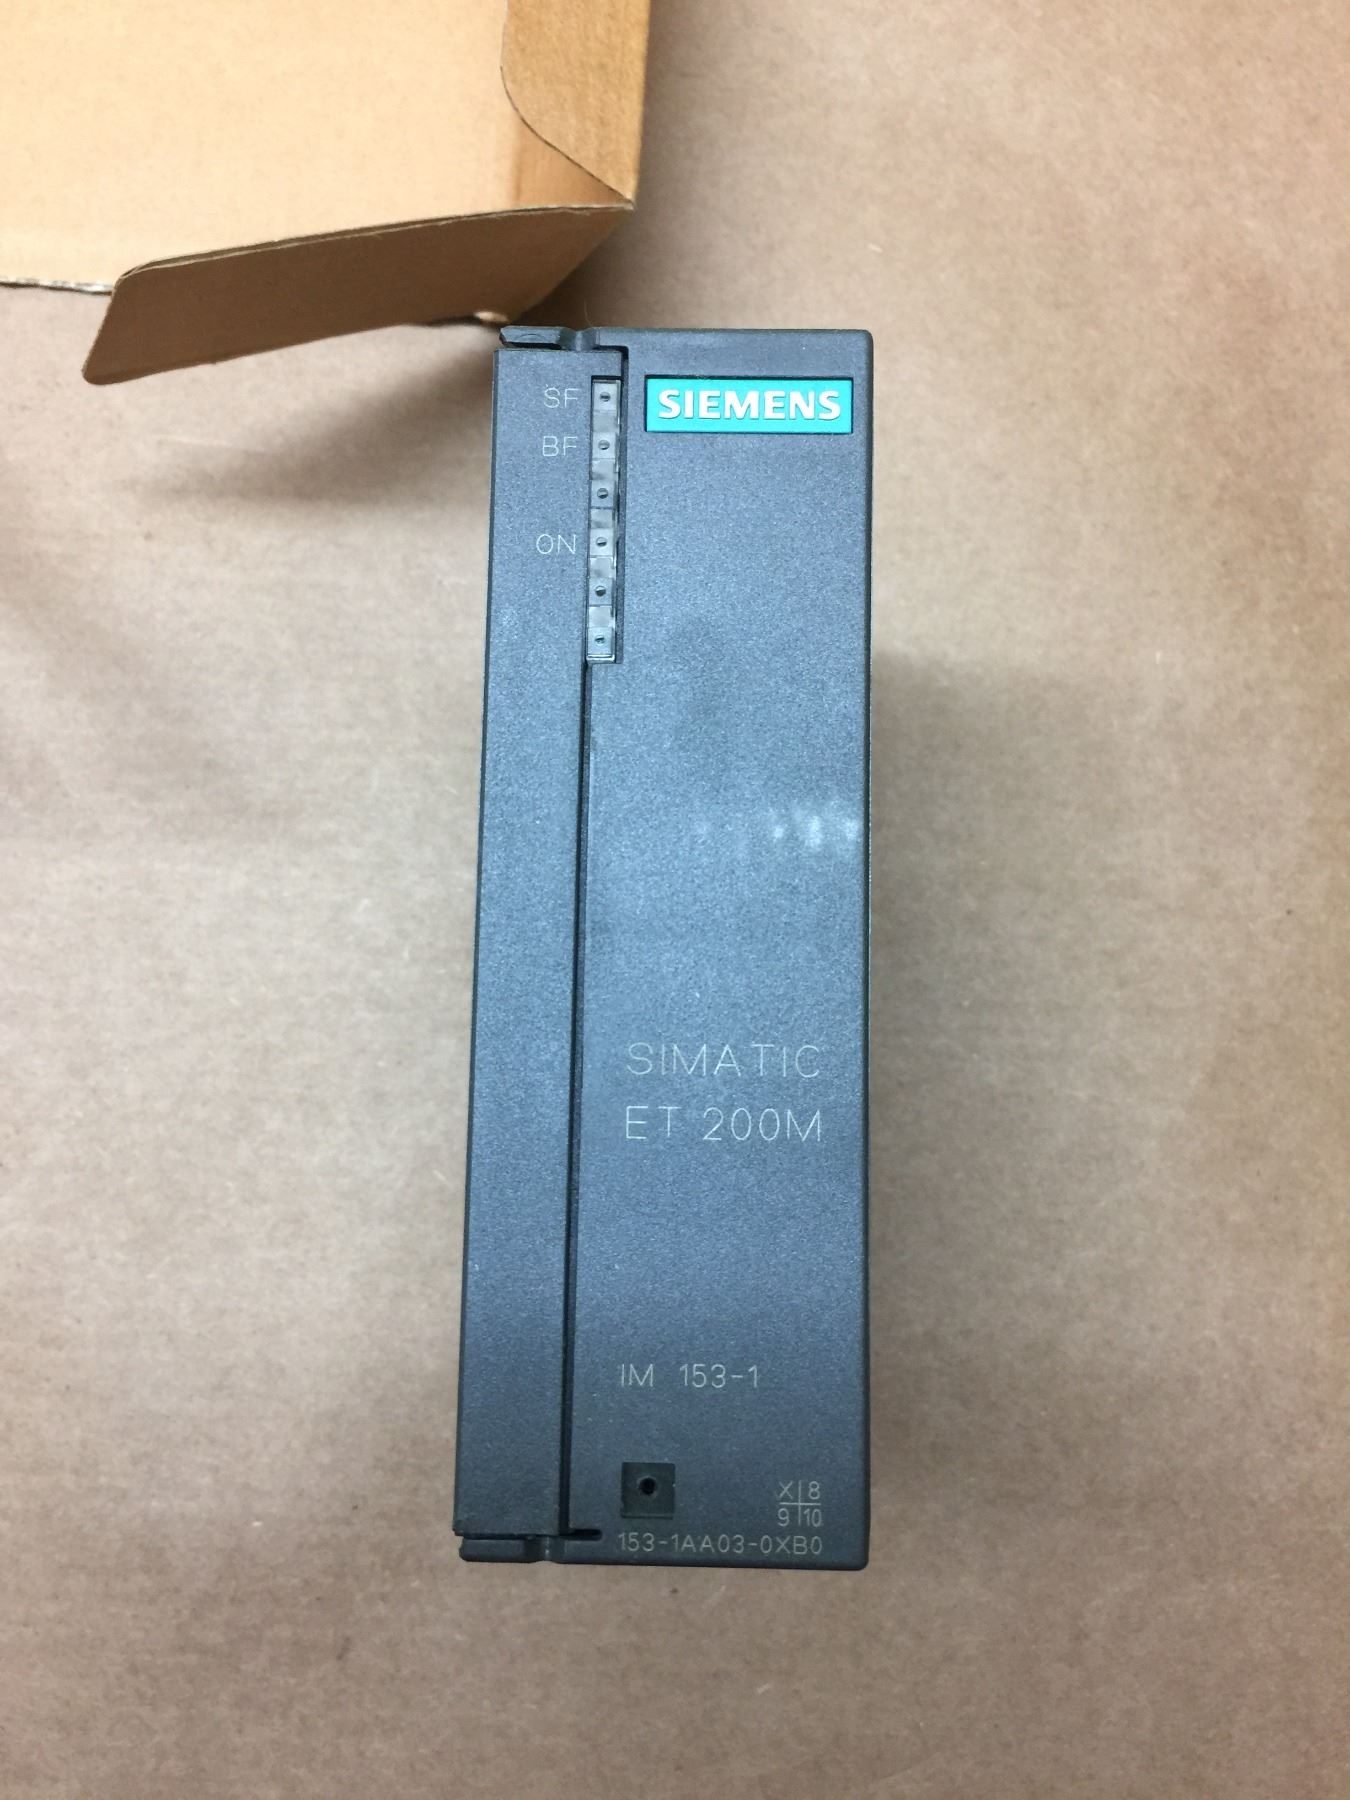 SIEMENS
SF
BF
ON
SIMATIC
ET 200M
IM 153-1
X 8
9 10
153-1AA03-0XB0